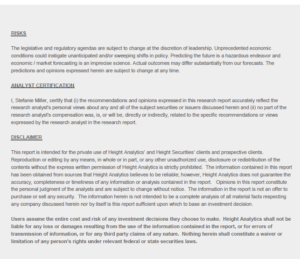 RISKS
The legislative and regulatory agendas are subject to change at the discretion of leadership. Unprecedented economic
conditions could instigate unanticipated and/or sweeping shifts in policy. Predicting the future is a hazardous endeavor and
economic / market forecasting is an imprecise science. Actual outcomes may differ substantially from our forecasts. The
predictions and opinions expressed herein are subject to change at any time.
ANALYST CERTIFICATION
I, Stefanie Miller, certify that (i) the recommendations and opinions expressed in this research report accurately reflect the
research analyst's personal views about any and all of the subject securities or issuers discussed herein and (ii) no part of the
research analyst's compensation was, is, or will be, directly or indirectly, related to the specific recommendations or views
expressed by the research analyst in the research report.
DISCLAIMER
This report is intended for the private use of Height Analytics' and Height Securities' clients and prospective clients.
Reproduction or editing by any means, in whole or in part, or any other unauthorized use, disclosure or redistribution of the
contents without the express written permission of Height Analytics is strictly prohibited. The information contained in this report
has been obtained from sources that Height Analytics believes to be reliable; however, Height Analytics does not guarantee the
accuracy, completeness or timeliness of any information or analysis contained in the report. Opinions in this report constitute
the personal judgment of the analysts and are subject to change without notice. The information in the report is not an offer to
purchase or sell any security. The information herein is not intended to be a complete analysis of all material facts respecting
any company discussed herein nor by itself is this report sufficient upon which to base an investment decision.
Users assume the entire cost and risk of any investment decisions they choose to make. Height Analytics shall not be
liable for any loss or damages resulting from the use of the information contained in the report, or for errors of
transmission of information, or for any third party claims of any nature. Nothing herein shall constitute a waiver or
limitation of any person's rights under relevant federal or state securities laws.